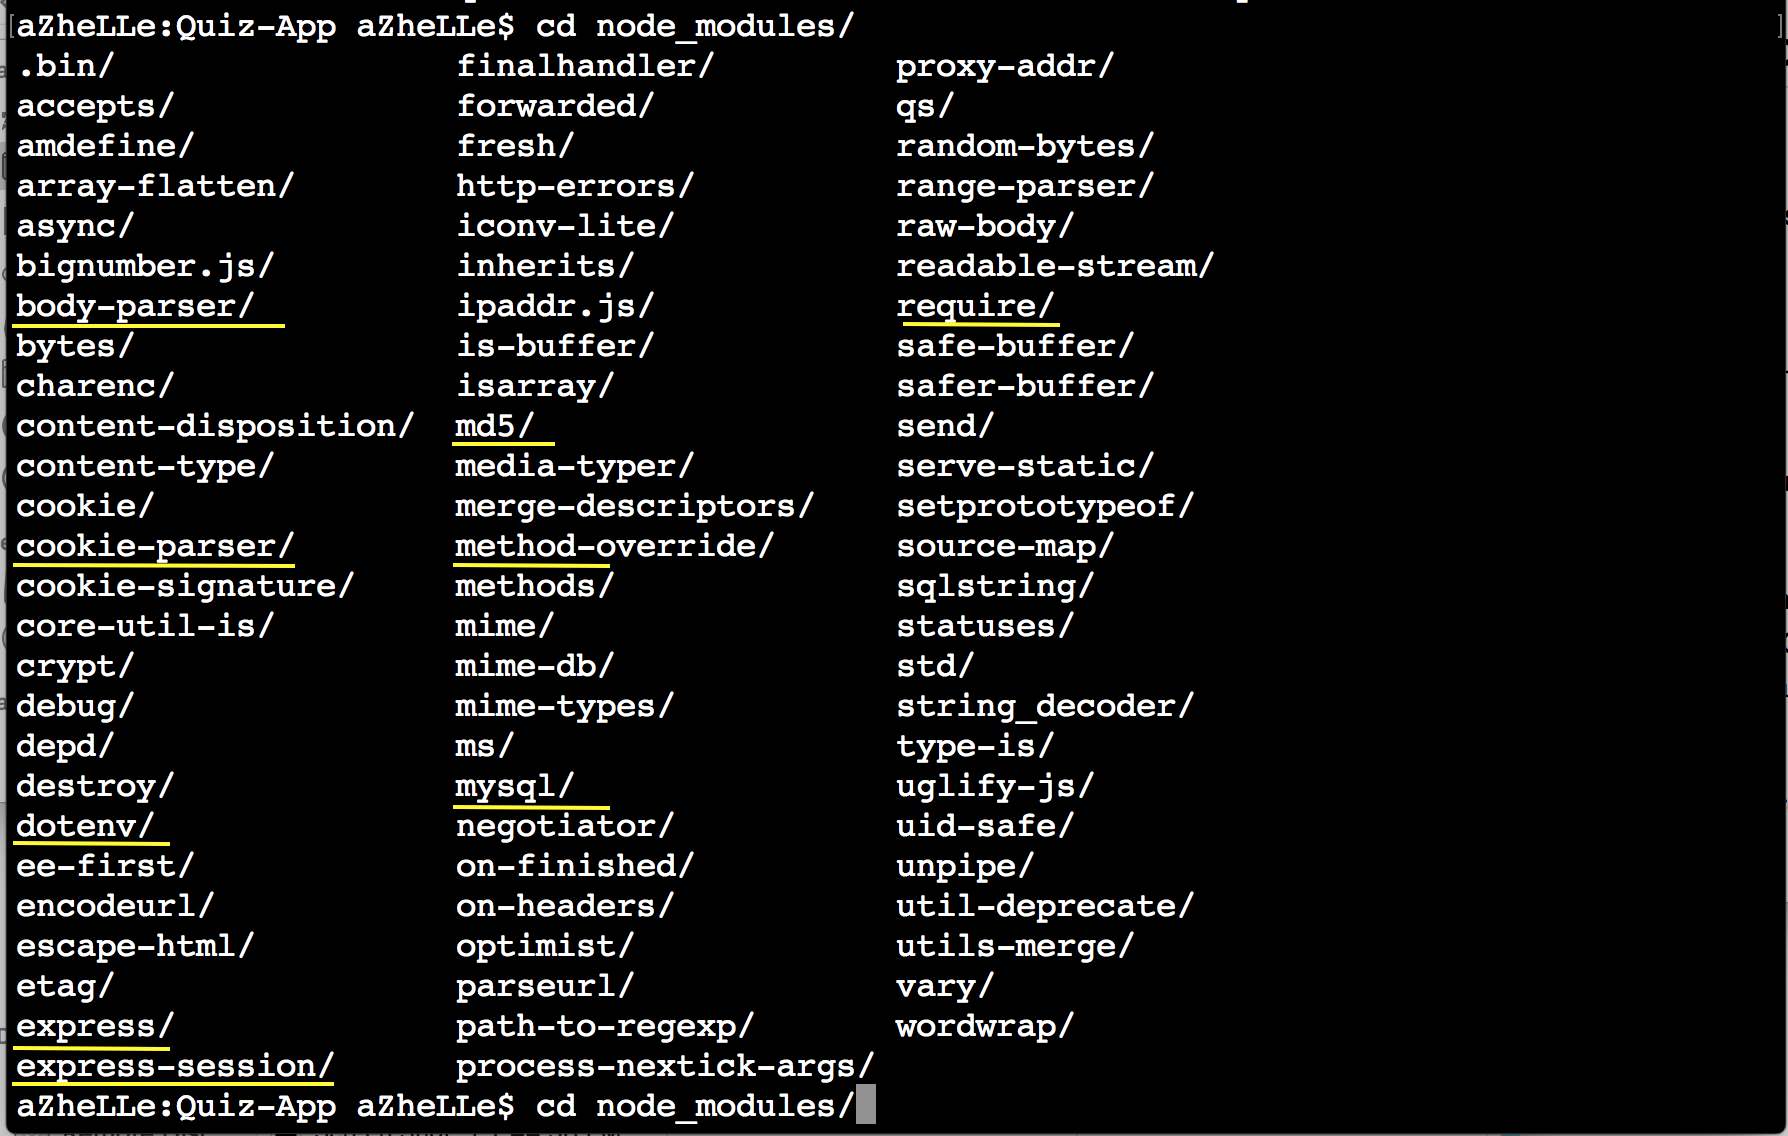 aZheLLe:Quiz-App aZheLLe$ cd node_modules/
.bin/ finalhandler/ proxy-addr/
accepts/ forwarded/ qs/
amdefine/ fresh/ random-bytes/
array-flatten/ http-errors/ range-parser/
async/ iconv-lite/ raw-body/
bignumber.js/ inherits/ readable-stream/
body-parser/ ipaddr.js/ require/
bytes/ is-buffer/ safe-buffer/
charenc/ isarray/ safer-buffer/
content-disposition/ md5/ send/
content-type/ media-typer/ serve-static/
cookie/ merge-descriptors/ setprototypeof/
cookie-parser/ method-override/ source-map/
cookie-signature/ methods/ sqlstring/
core-util-is/ mime/ statuses/
crypt/ mime-db/ std/
debug/ mime-types/ string_decoder/
depd/ ms/ type-is/
destroy/ mysql/ uglify-js/
dotenv/ negotiator/ uid-safe/
ee-first/ on-finished/ unpipe/
encodeurl/ on-headers/ util-deprecate/
escape-html/ optimist/ utils-merge/
etag/ parseurl/ vary/
express/ path-to-regexp/ wordwrap/
express-session/ process-nextick-args/
aZheLLe:Quiz-App aZheLLe$ cd node_modules/